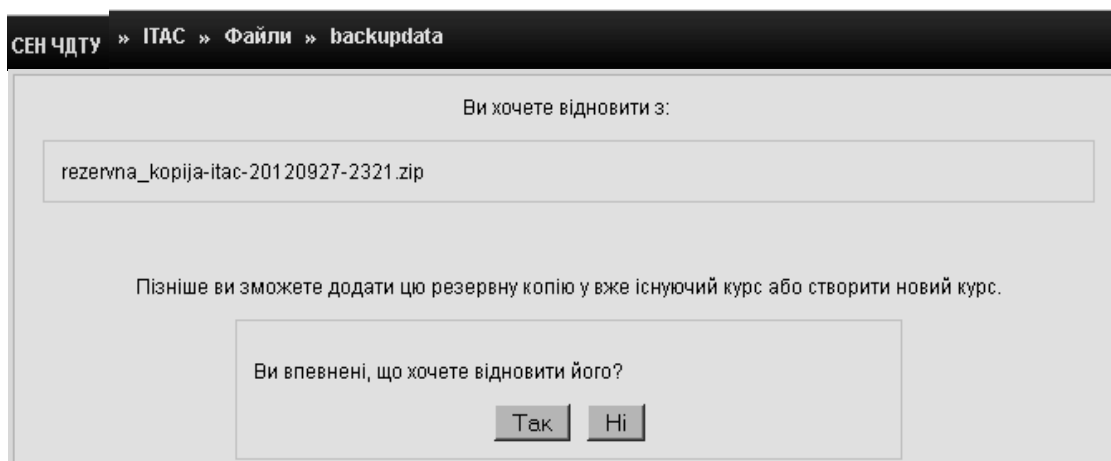 СЕН ЧДТУ » ІТАС » Файли » backupdata
Ви хочете відновити з:
rezervna_kopija-itac-20120927-2321.zip
Пізніше ви зможете додати цю резервну копію у вже існуючий курс або створити новий курс.
Ви впевнені, що хочете відновити його?
Так Ні